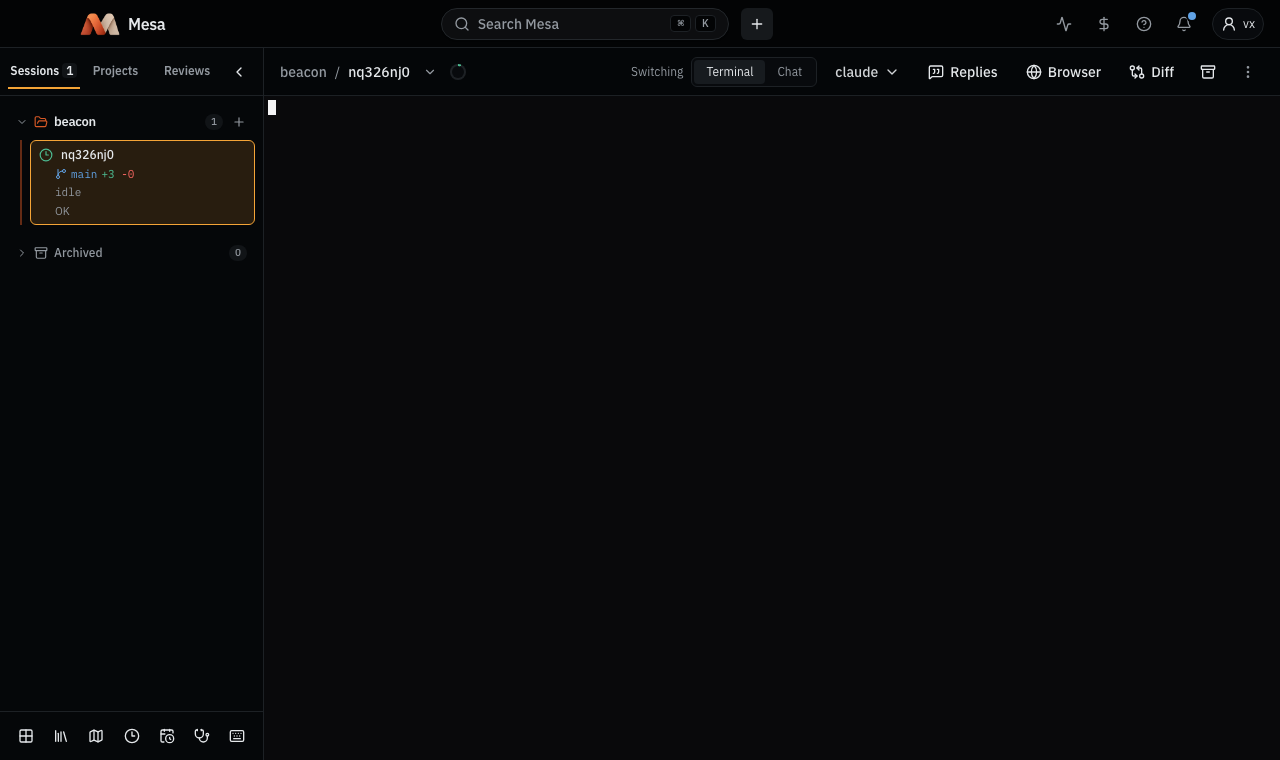 Mesa
Search Mesa ⌘ K
vx
Sessions 1 Projects Reviews
beacon / nq326nj0
Switching Terminal Chat claude Replies Browser Diff
beacon 1
nq326nj0
main +3 -0
idle
OK
Archived 0